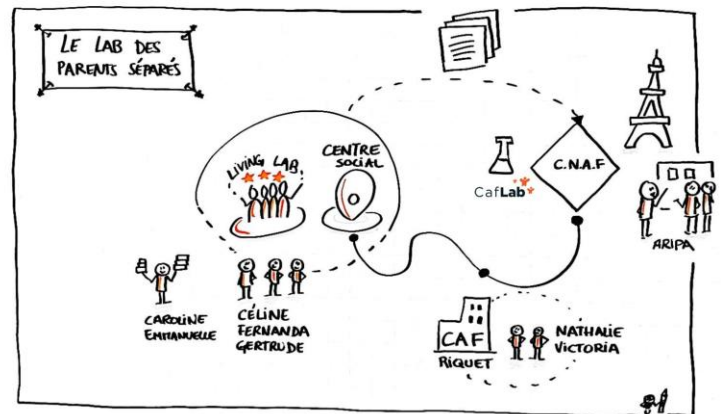 LE LAB DES
PARENTS SÉPARÉS
LIVING LAB
CENTRE
SOCIAL
CafLab
C.N.A.F
ARIPA
CAROLINE
EMMANUELLE
CÉLINE
FERNANDA
GERTRUDE
CAF
RIQUET
NATHALIE
VICTORIA